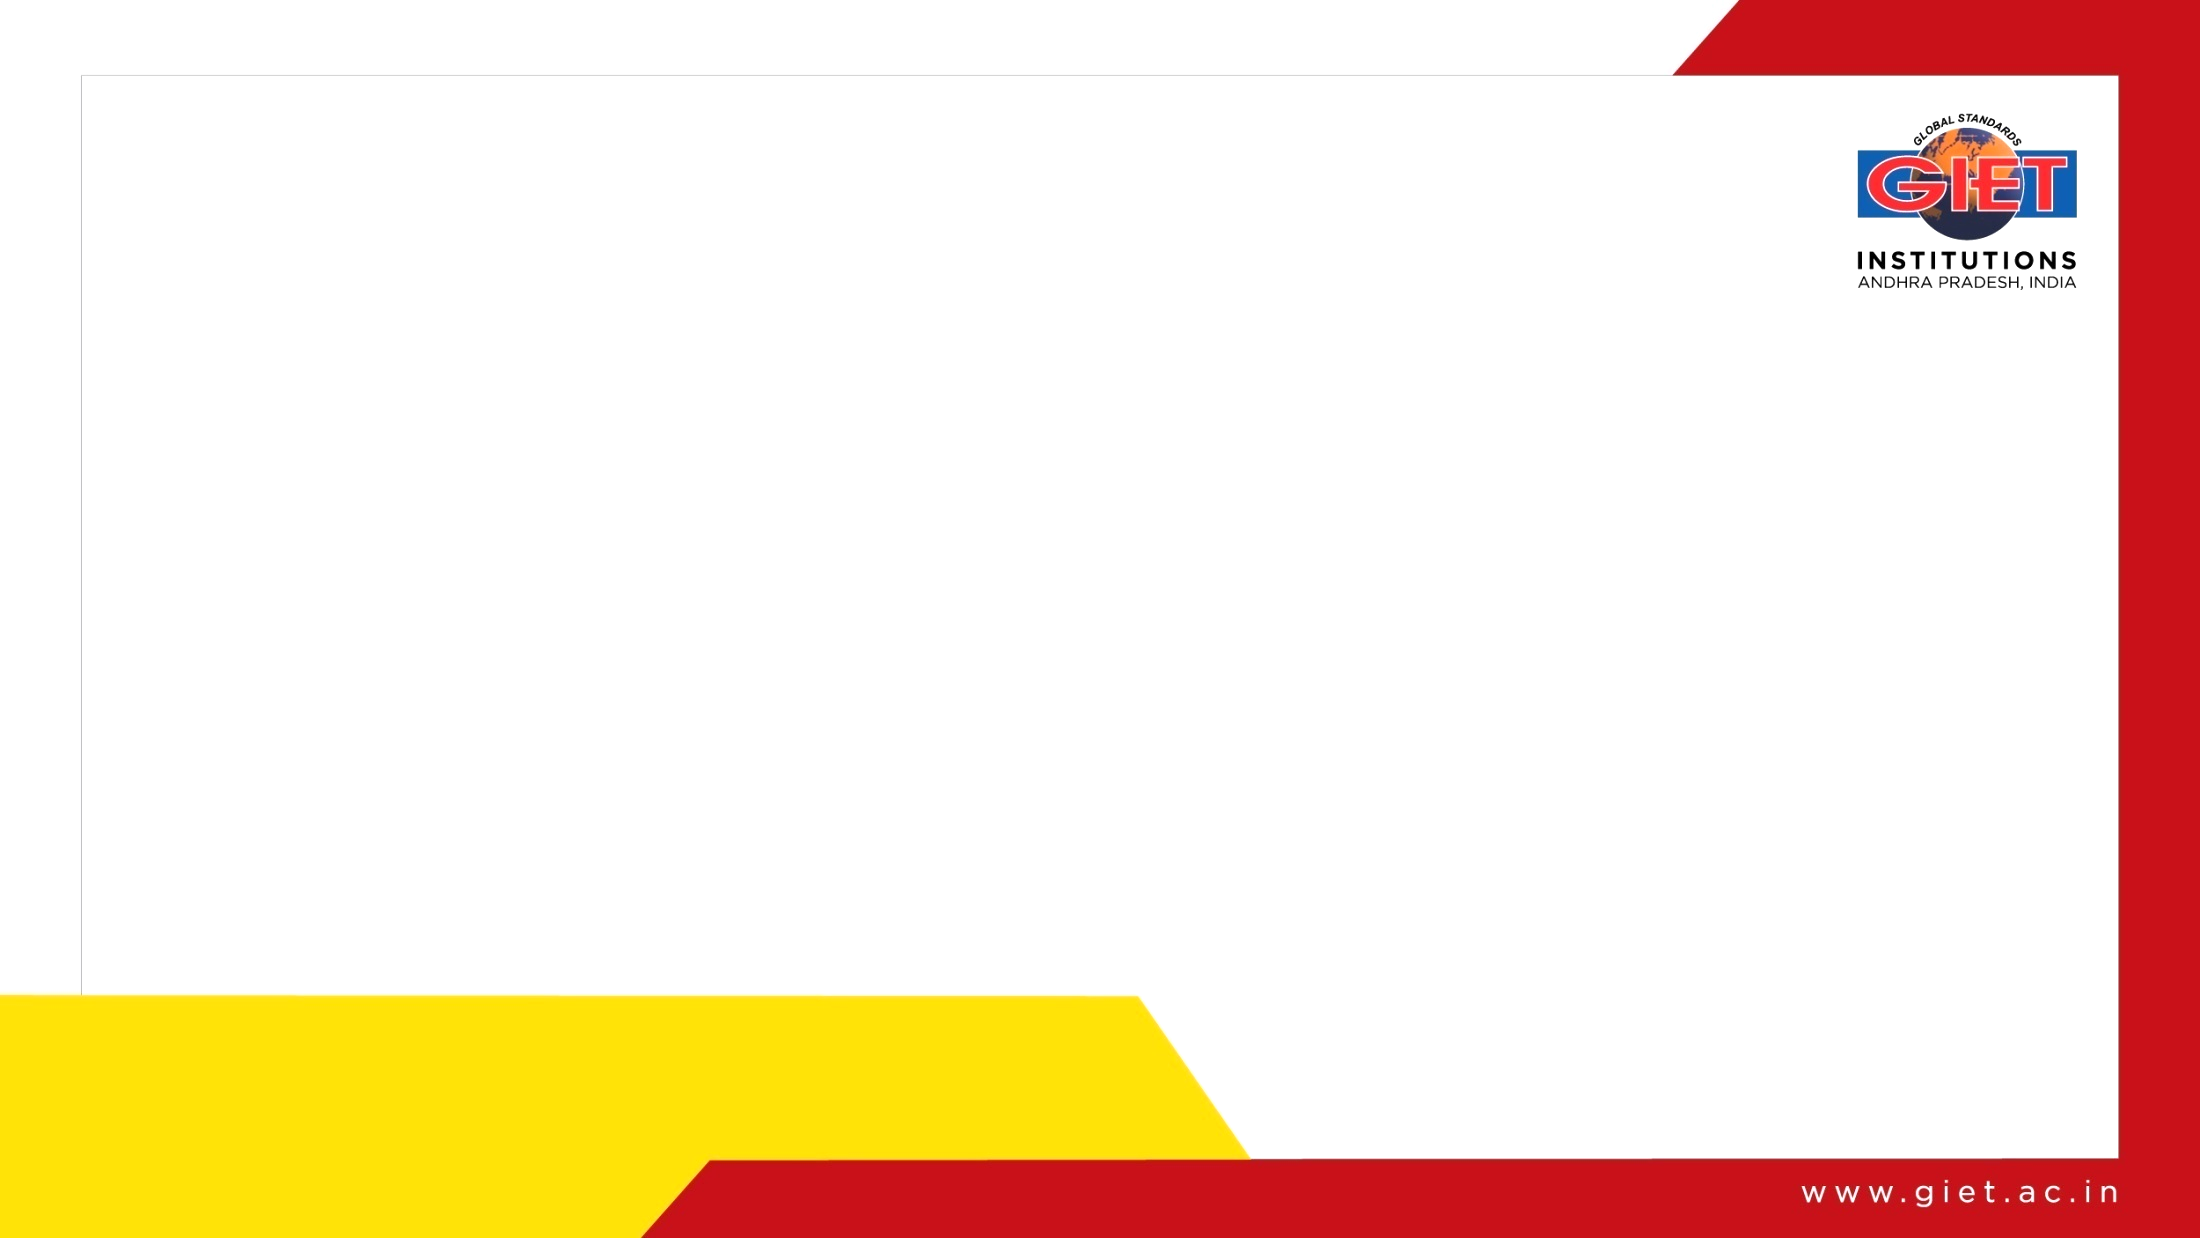 GLOBAL STANDARDS
GIET
INSTITUTIONS
ANDHRA PRADESH, INDIA
www.giet.ac.in